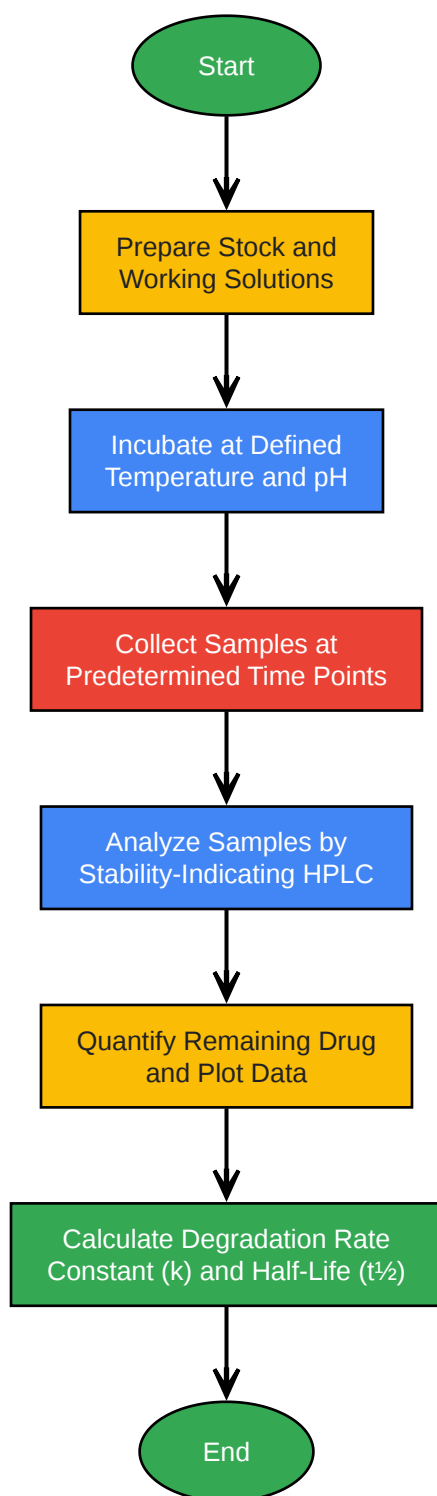 Start
Prepare Stock and
Working Solutions
Incubate at Defined
Temperature and pH
Collect Samples at
Predetermined Time Points
Analyze Samples by
Stability-Indicating HPLC
Quantify Remaining Drug
and Plot Data
Calculate Degradation Rate
Constant (k) and Half-Life (t½)
End